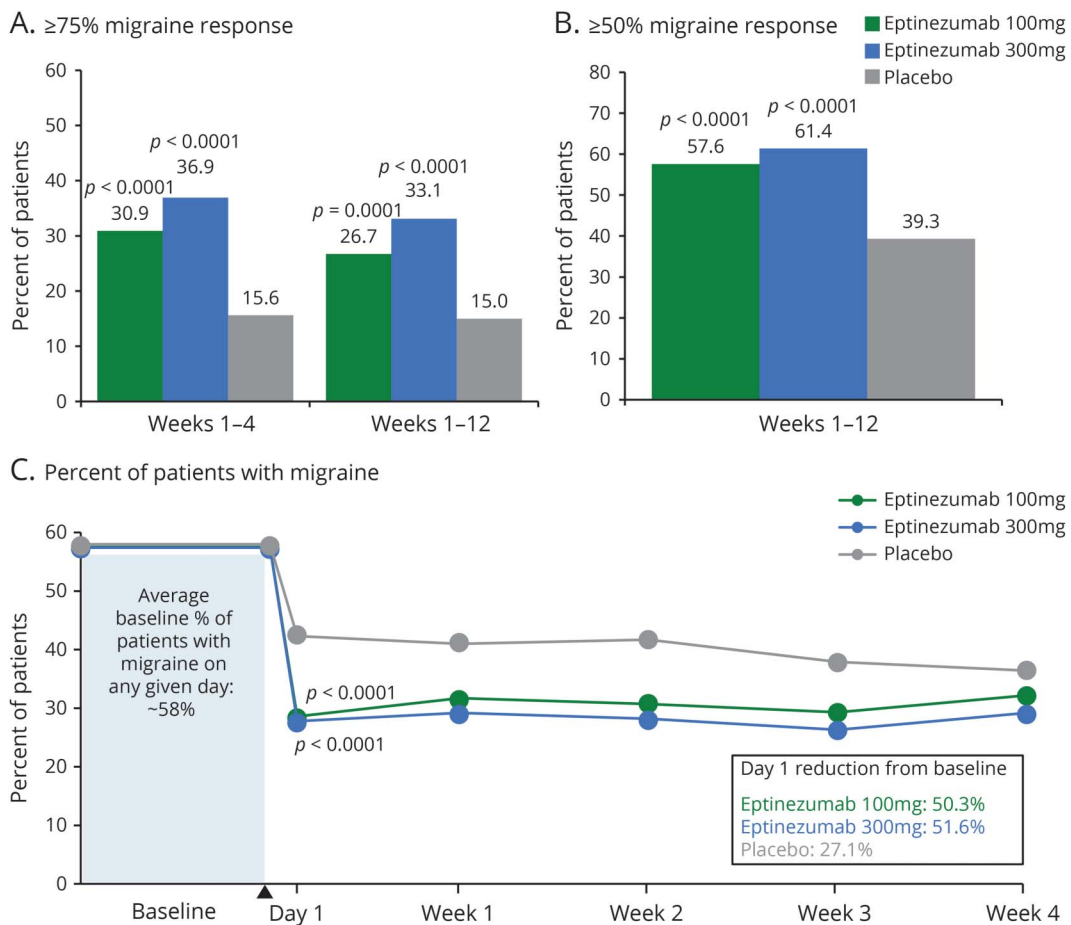 A. ≥75% migraine response
Percent of patients
60
50
40
30
20
10
0
p < 0.0001
30.9
p < 0.0001
36.9
15.6
p = 0.0001
26.7
p < 0.0001
33.1
15.0
Weeks 1–4
Weeks 1–12
B. ≥50% migraine response
Eptinezumab 100mg
Eptinezumab 300mg
Placebo
Percent of patients
80
70
60
50
40
60
20
10
0
p < 0.0001
57.6
p < 0.0001
61.4
39.3
Weeks 1–12
C. Percent of patients with migraine
Eptinezumab 100mg
Eptinezumab 300mg
Placebo
Percent of patients
60
50
40
30
20
10
0
Average
baseline % of
patients with
migraine on
any given day:
~58%
p < 0.0001
p < 0.0001
Day 1 reduction from baseline
Eptinezumab 100mg: 50.3%
Eptinezumab 300mg: 51.6%
Placebo: 27.1%
Baseline
Day 1
Week 1
Week 2
Week 3
Week 4